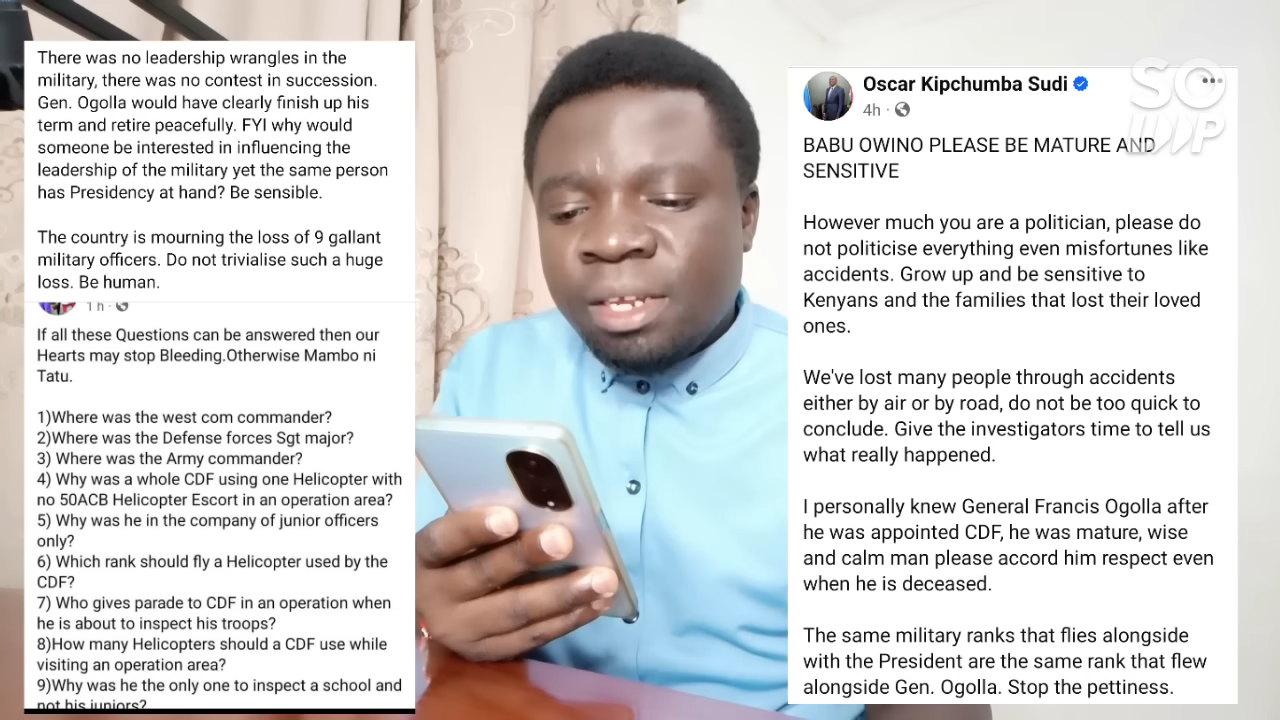 There was no leadership wrangles in the
military, there was no contest in succession.
Gen. Ogolla would have clearly finish up his
term and retire peacefully. FYI why would
someone be interested in influencing the
leadership of the military yet the same person
has Presidency at hand? Be sensible.
The country is mourning the loss of 9 gallant
military officers. Do not trivialise such a huge
loss. Be human.
1 h ·
If all these Questions can be answered then our
Hearts may stop Bleeding.Otherwise Mambo ni
Tatu.
1)Where was the west com commander?
2)Where was the Defense forces Sgt major?
3) Where was the Army commander?
4) Why was a whole CDF using one Helicopter with
no 50ACB Helicopter Escort in an operation area?
5) Why was he in the company of junior officers
only?
6) Which rank should fly a Helicopter used by the
CDF?
7) Who gives parade to CDF in an operation when
he is about to inspect his troops?
8)How many Helicopters should a CDF use while
visiting an operation area?
9)Why was he the only one to inspect a school and
not his juniors?
Oscar Kipchumba Sudi
4h ·
BABU OWINO PLEASE BE MATURE AND
SENSITIVE
However much you are a politician, please do
not politicise everything even misfortunes like
accidents. Grow up and be sensitive to
Kenyans and the families that lost their loved
ones.
We've lost many people through accidents
either by air or by road, do not be too quick to
conclude. Give the investigators time to tell us
what really happened.
I personally knew General Francis Ogolla after
he was appointed CDF, he was mature, wise
and calm man please accord him respect even
when he is deceased.
The same military ranks that flies alongside
with the President are the same rank that flew
alongside Gen. Ogolla. Stop the pettiness.